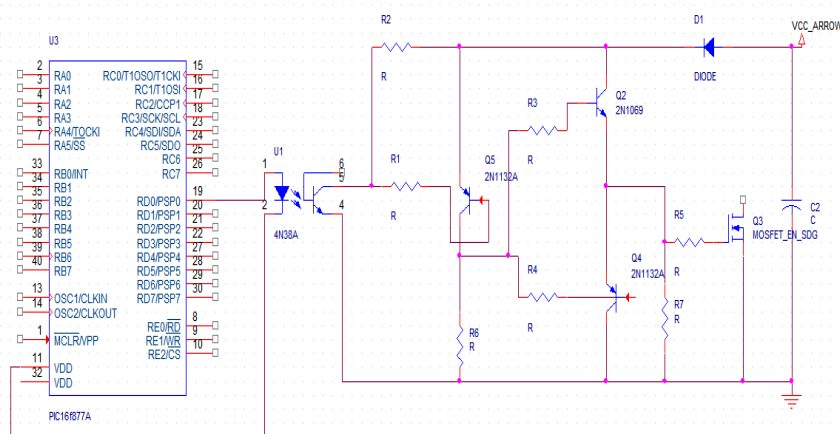 U3
2 RA0
3 RA1
4 RA2
5 RA3
6 RA4/TOCKI
7 RA5/SS
33 RB0/INT
34 RB1
35 RB2
36 RB3
37 RB4
38 RB5
39 RB6
40 RB7
13 OSC1/CLKIN
14 OSC2/CLKOUT
1 MCLR/VPP
11 VDD
32 VDD
RC0/T1OSO/T1CKI 15
RC1/T1OSI 16
RC2/CCP1 17
RC3/SCK/SCL 18
RC4/SDI/SDA 23
RC5/SDO 24
RC6 25
RC7 26
RD0/PSP0 19
RD1/PSP1 20
RD2/PSP2 21
RD3/PSP3 22
RD4/PSP4 27
RD5/PSP5 28
RD6/PSP6 29
RD7/PSP7 30
RE0/RD 8
RE1/WR 9
RE2/CS 10
PIC16f877A
U1
1
2
6
5
4
4N38A
R2
R
R1
R
Q5
2N1132A
R3
R
Q2
2N1069
R4
R
Q4
2N1132A
R6
R
R5
R
R7
R
Q3
MOSFET_EN_SDG
D1
DIODE
VCC_ARROW
C2
C